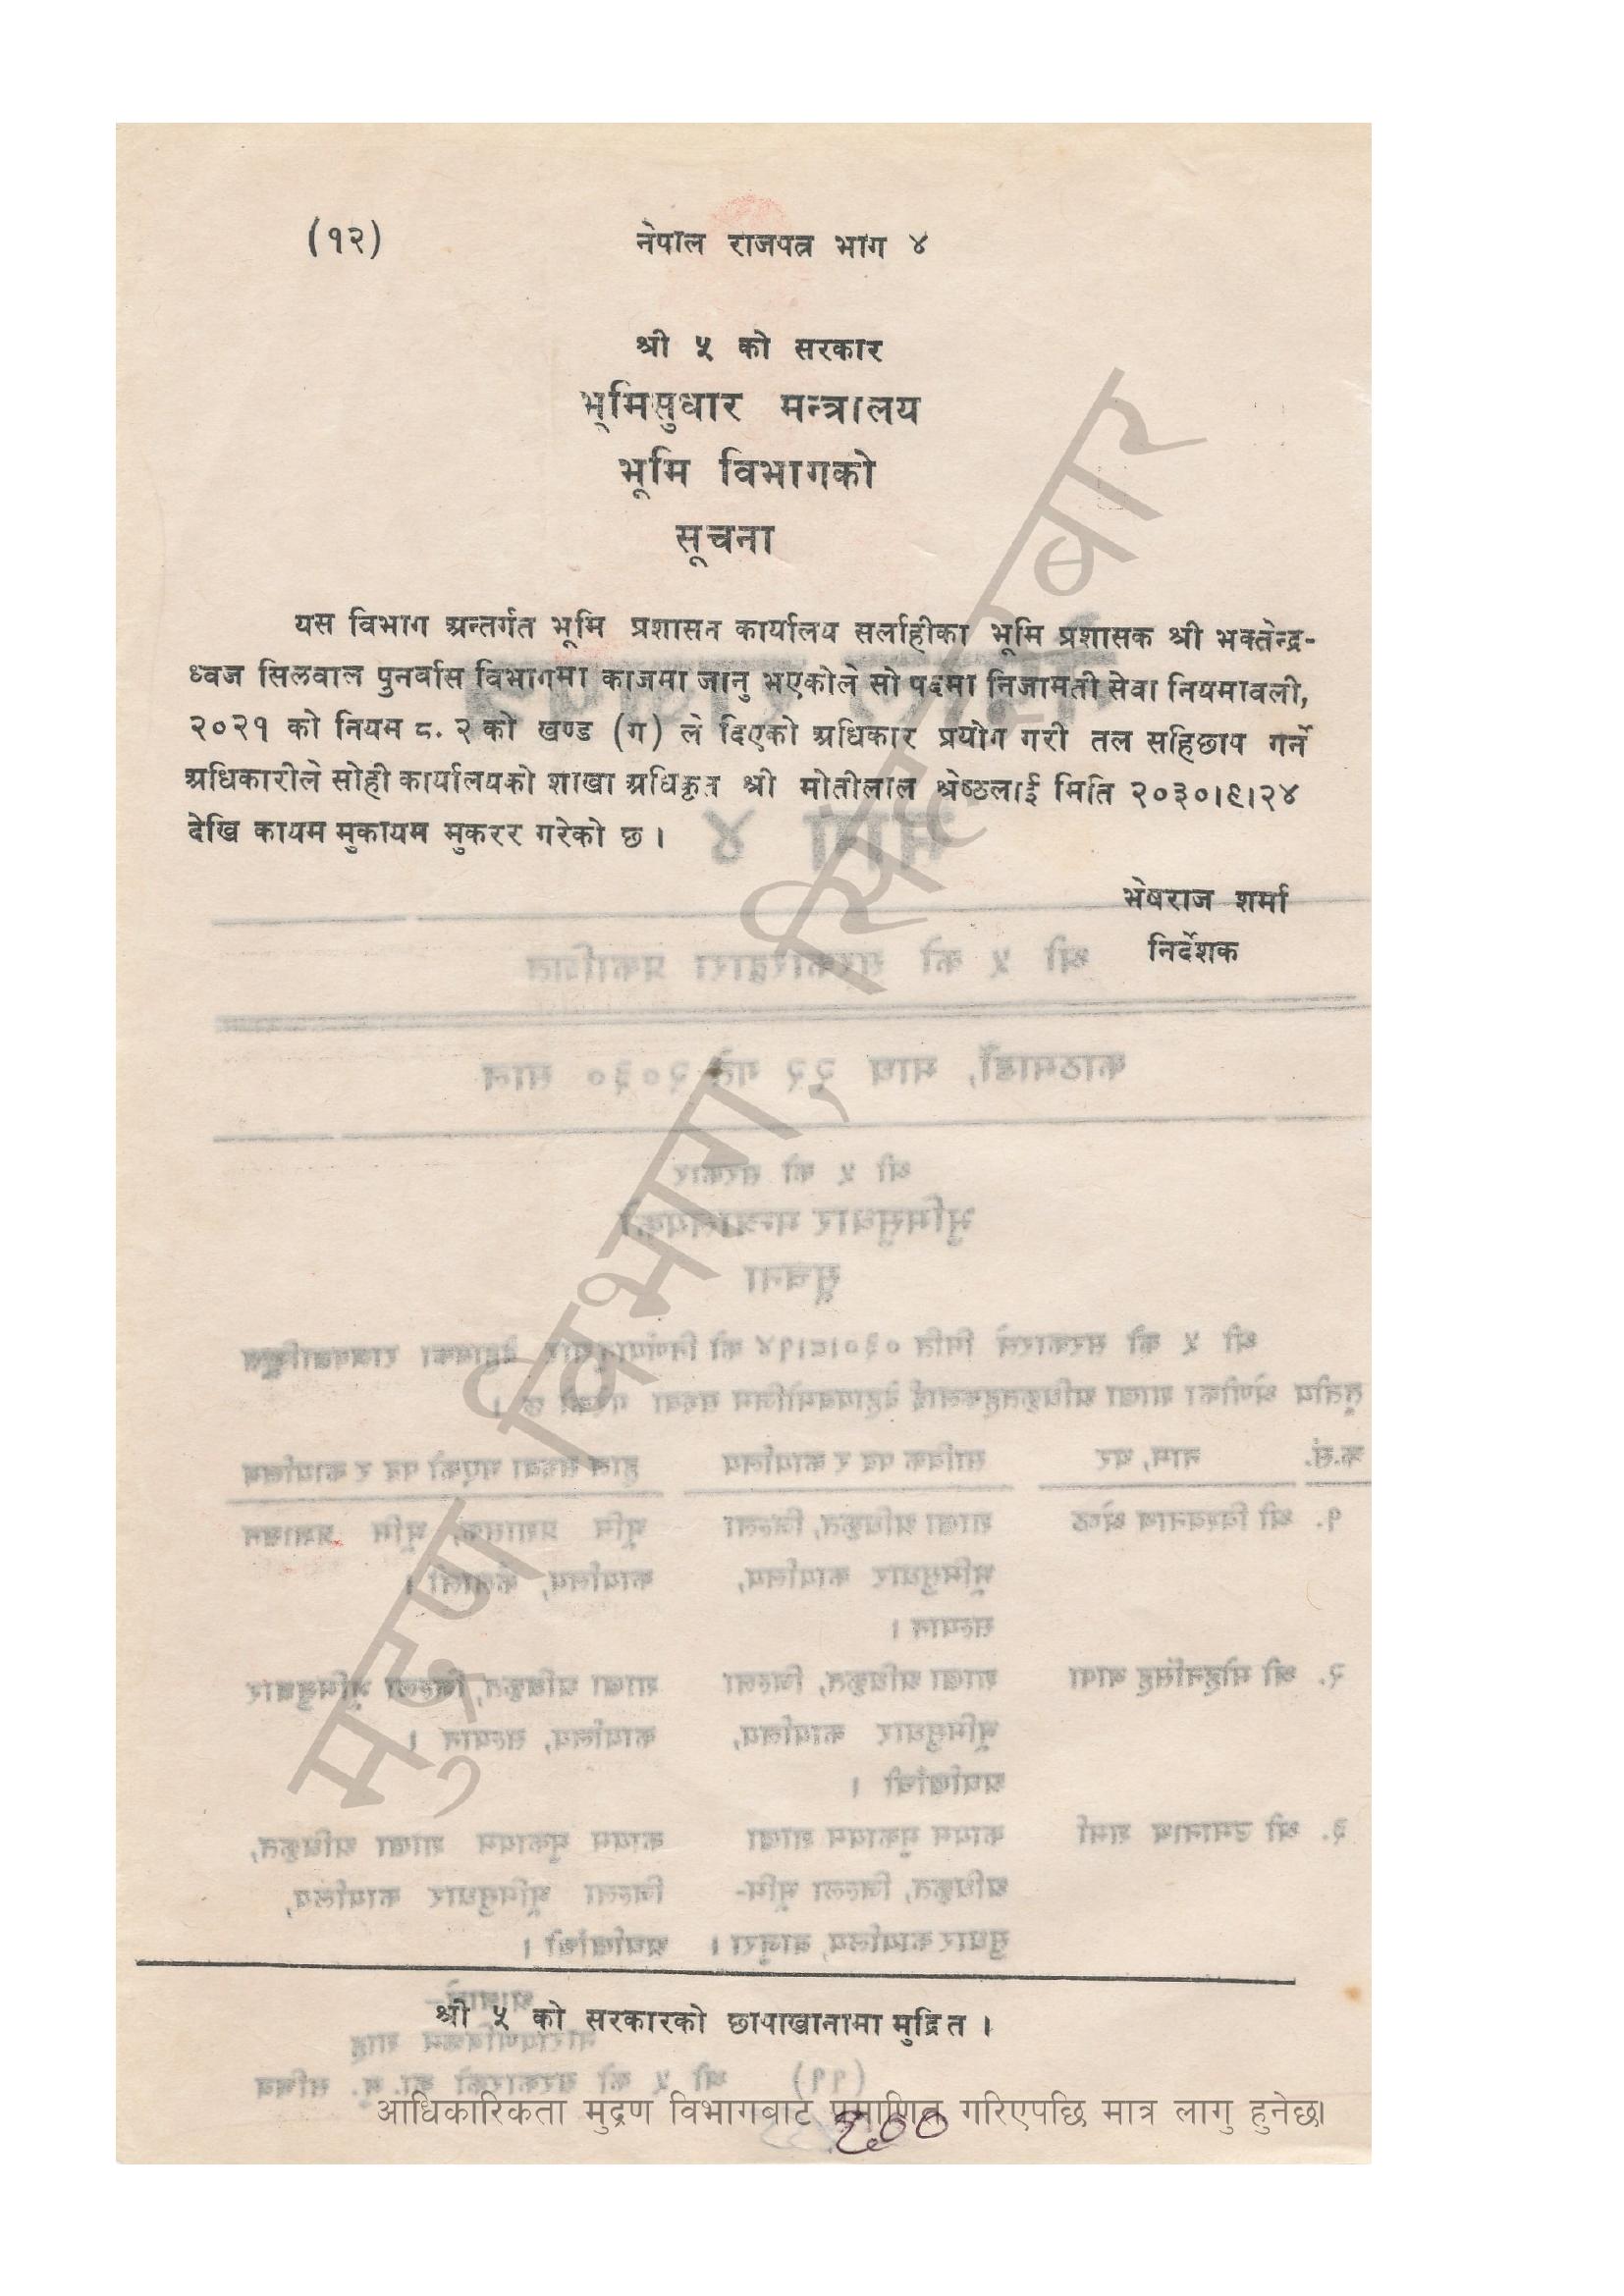 (१२) नेपाल राजपत्र भाग ४
श्री ५ को सरकार
भूमिसुधार मन्त्रालय
भूमि विभागको
सूचना
यस विभाग अन्तर्गत भूमि प्रशासन कार्यालय सर्लाहीका भूमि प्रशासक श्री भक्तेन्द्र-
ध्वज सिलवाल पुनर्वास विभागमा काजमा जानु भएकोले सो पदमा निजामती सेवा नियमावली,
२०२१ को नियम ८.२ को खण्ड (ग) ले दिएको अधिकार प्रयोग गरी तल सहिछाप गर्ने
अधिकारीले सोही कार्यालयको शाखा अधिकृत श्री मोतीलाल श्रेष्ठलाई मिति २०३०।९।२४
देखि कायम मुकायम मुकरर गरेको छ ।
भेषराज शर्मा
निर्देशक
मुद्रण विभाग, सिंहदरबार
श्री ५ को सरकारको छापाखानामा मुद्रित ।
आधिकारिकता मुद्रण विभागबाट प्रमाणित गरिएपछि मात्र लागु हुनेछ।